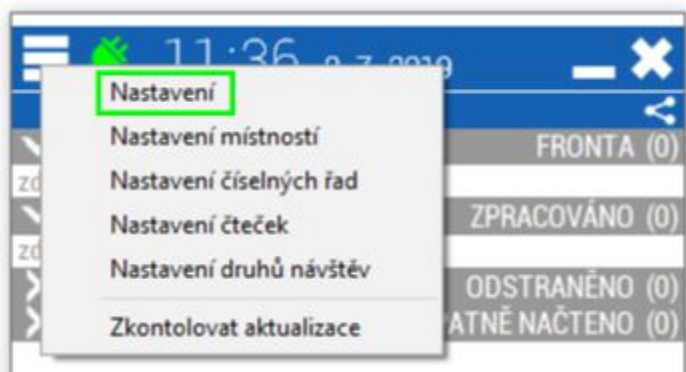 11:36
Nastavení
Nastavení místností
FRONTA (0)
Nastavení číselných řad
Nastavení čteček
ZPRACOVÁNO (0)
Nastavení druhů návštěv
ODSTRANĚNO (0)
Zkontolovat aktualizace
ATNĚ NAČTENO (0)